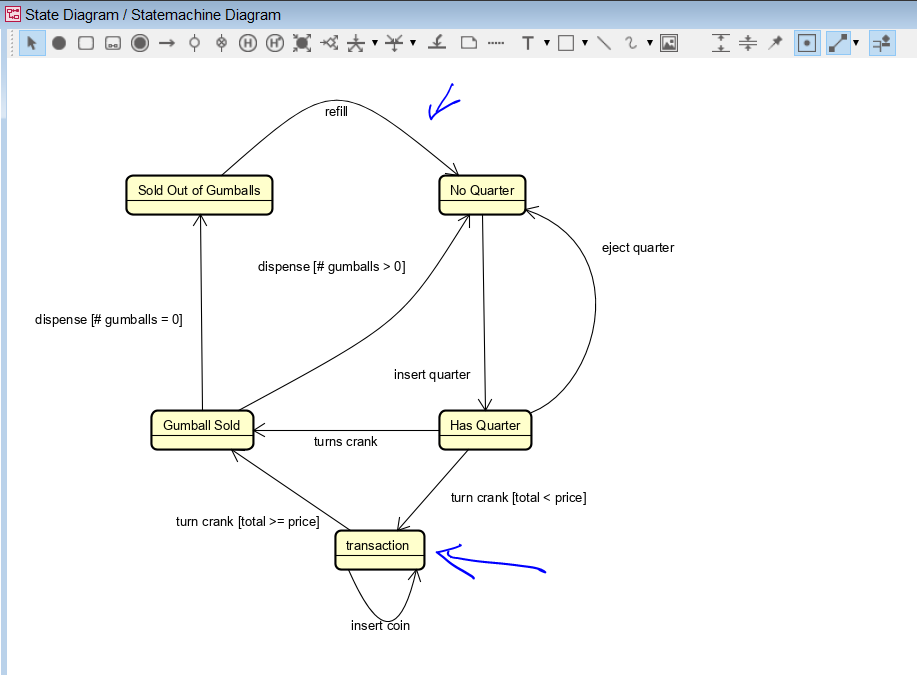 State Diagram / Statemachine Diagram
refill
Sold Out of Gumballs
No Quarter
eject quarter
dispense [# gumballs > 0]
dispense [# gumballs = 0]
insert quarter
Gumball Sold
Has Quarter
turns crank
turn crank [total < price]
turn crank [total >= price]
transaction
insert coin